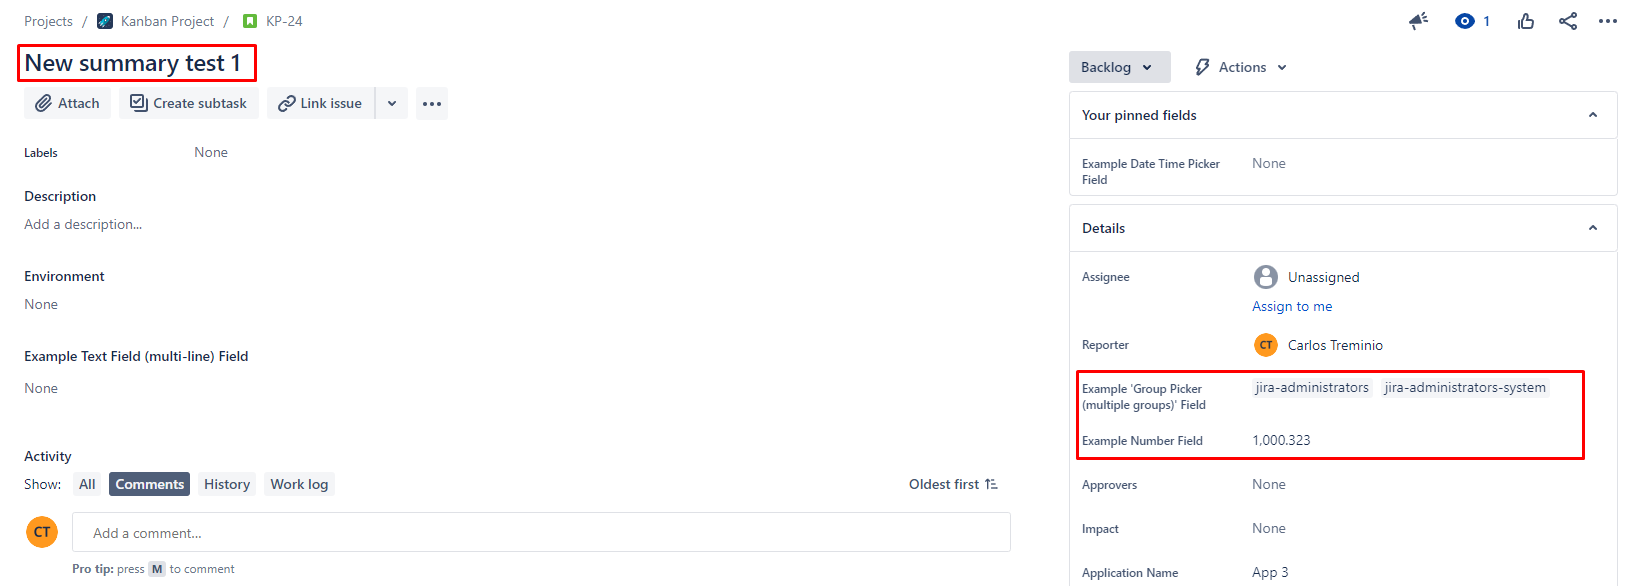 Projects / Kanban Project / KP-24
1
New summary test 1
Attach
Create subtask
Link issue
Labels
None
Description
Add a description...
Environment
None
Example Text Field (multi-line) Field
None
Activity
Show:
All
Comments
History
Work log
Oldest first
CT
Add a comment...
Pro tip: press M to comment
Backlog
Actions
Your pinned fields
Example Date Time Picker
Field
None
Details
Assignee
Unassigned
Assign to me
Reporter
CT
Carlos Treminio
Example 'Group Picker
(multiple groups)' Field
jira-administrators jira-administrators-system
Example Number Field
1,000.323
Approvers
None
Impact
None
Application Name
App 3